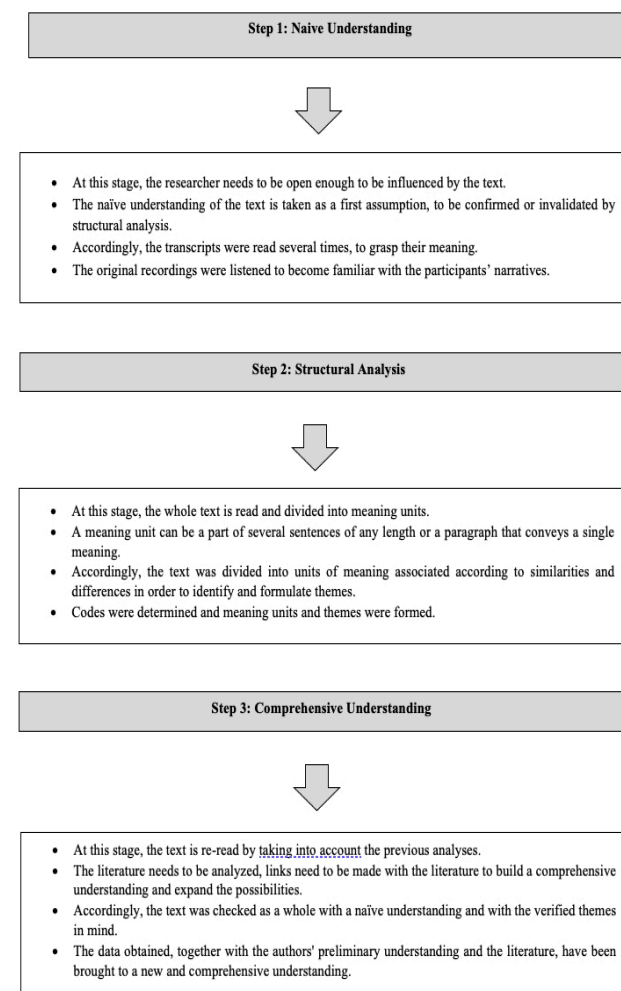 Step 1: Naive Understanding
• At this stage, the researcher needs to be open enough to be influenced by the text.
• The naïve understanding of the text is taken as a first assumption, to be confirmed or invalidated by
structural analysis.
• Accordingly, the transcripts were read several times, to grasp their meaning.
• The original recordings were listened to become familiar with the participants’ narratives.
Step 2: Structural Analysis
• At this stage, the whole text is read and divided into meaning units.
• A meaning unit can be a part of several sentences of any length or a paragraph that conveys a single
meaning.
• Accordingly, the text was divided into units of meaning associated according to similarities and
differences in order to identify and formulate themes.
• Codes were determined and meaning units and themes were formed.
Step 3: Comprehensive Understanding
• At this stage, the text is re-read by taking into account the previous analyses.
• The literature needs to be analyzed, links need to be made with the literature to build a comprehensive
understanding and expand the possibilities.
• Accordingly, the text was checked as a whole with a naïve understanding and with the verified themes
in mind.
• The data obtained, together with the authors' preliminary understanding and the literature, have been
brought to a new and comprehensive understanding.